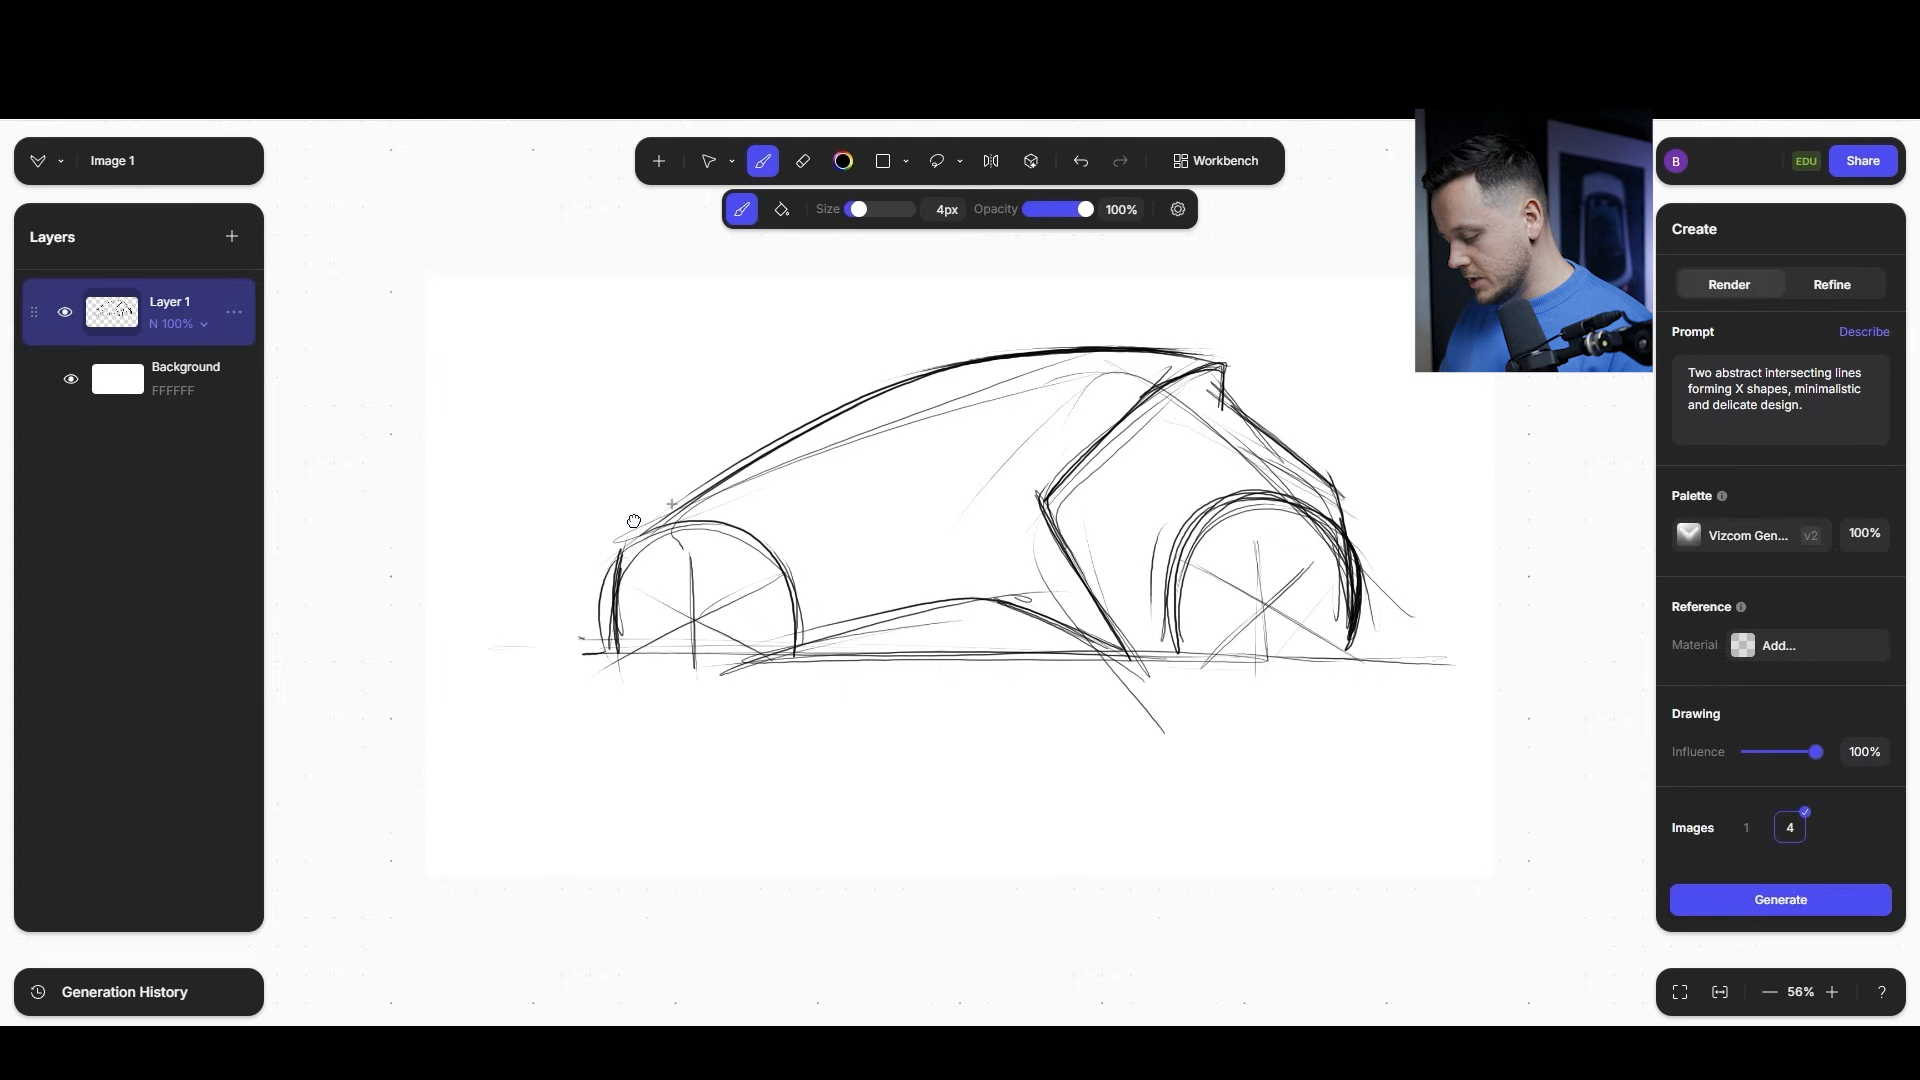 Image 1
Workbench
B
EDU
Share
Size
4px
Opacity
100%
Layers
Layer 1
N 100%
Background
FFFFFF
Generation History
Create
Render
Refine
Prompt
Describe
Two abstract intersecting lines
forming X shapes, minimalistic
and delicate design.
Palette
Vizcom Gen...
v2
100%
Reference
Material
Add...
Drawing
Influence
100%
Images
1
4
Generate
56%
?